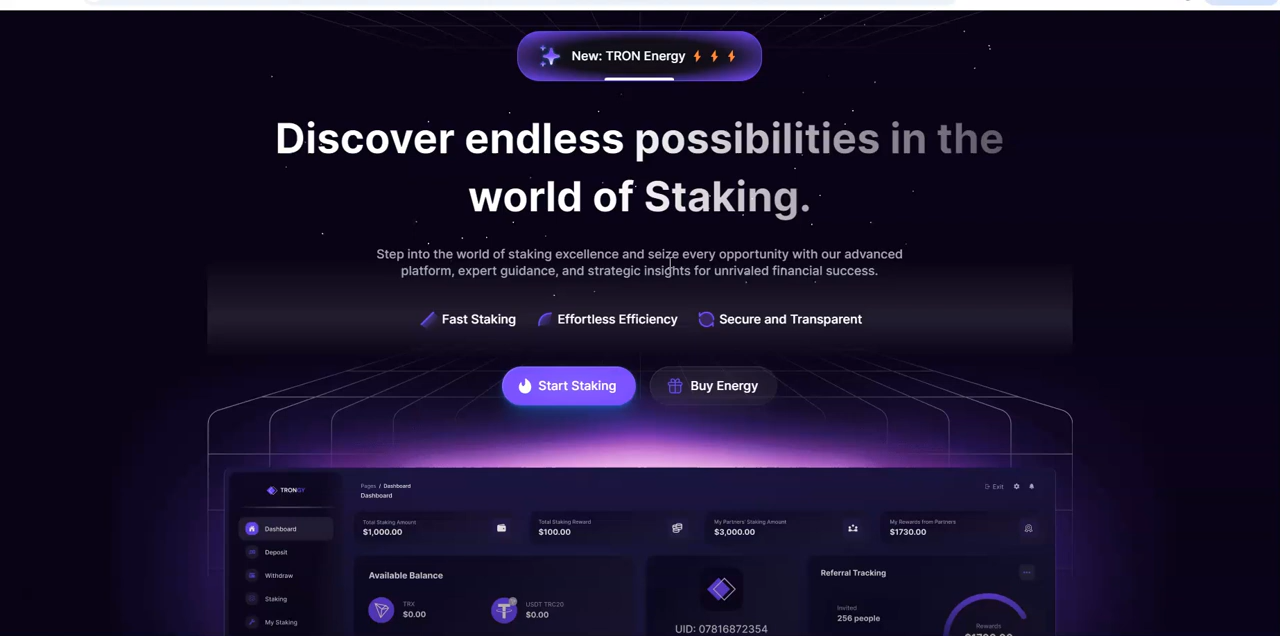 New: TRON Energy
Discover endless possibilities in the
world of Staking.
Step into the world of staking excellence and seize every opportunity with our advanced
platform, expert guidance, and strategic insights for unrivaled financial success.
Fast Staking Effortless Efficiency Secure and Transparent
Start Staking Buy Energy
TRONGY
Pages / Dashboard
Dashboard
Exit
Dashboard
Deposit
Withdraw
Staking
My Staking
Total Staking Amount
$1,000.00
Total Staking Reward
$100.00
My Partners' Staking Amount
$3,000.00
My Rewards from Partners
$1730.00
Available Balance
TRX
$0.00
USDT TRC20
$0.00
UID: 07816872354
Referral Tracking
Invited
256 people
Rewards